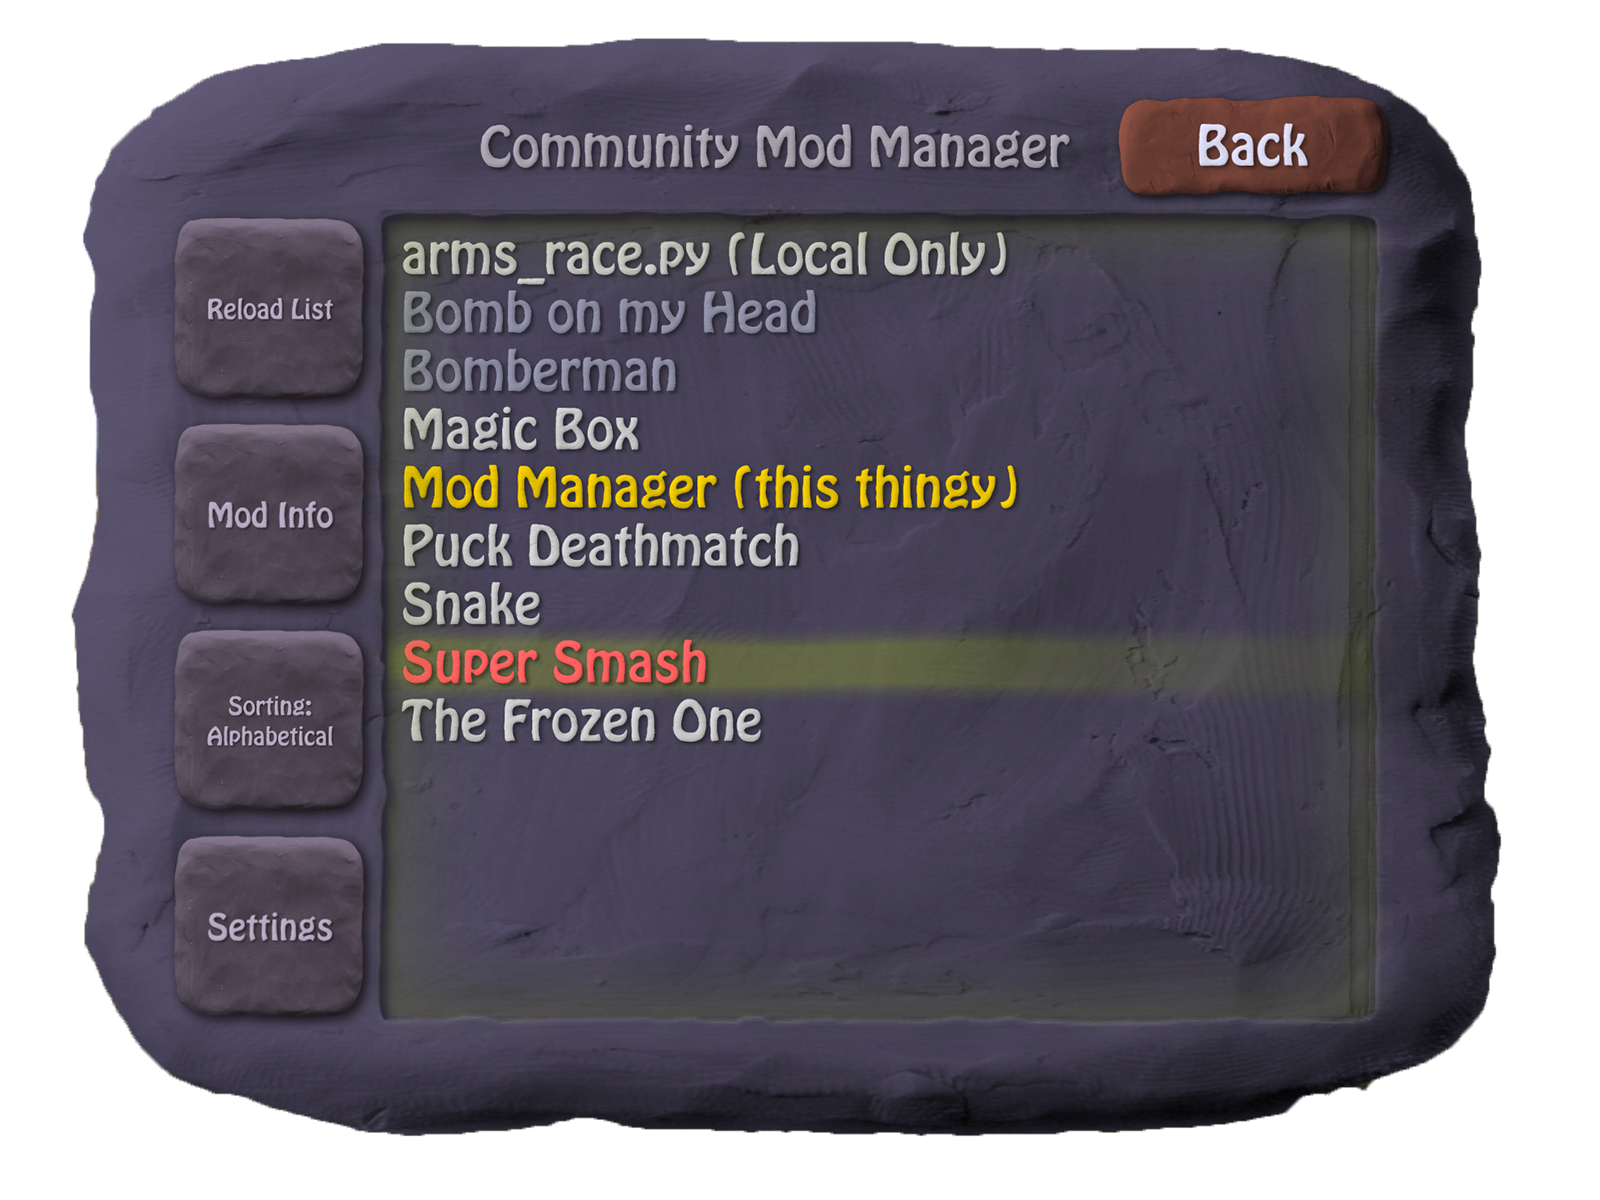 Community Mod Manager
Back
Reload List
Mod Info
Sorting:
Alphabetical
Settings
arms_race.py (Local Only)
Bomb on my Head
Bomberman
Magic Box
Mod Manager (this thingy)
Puck Deathmatch
Snake
Super Smash
The Frozen One